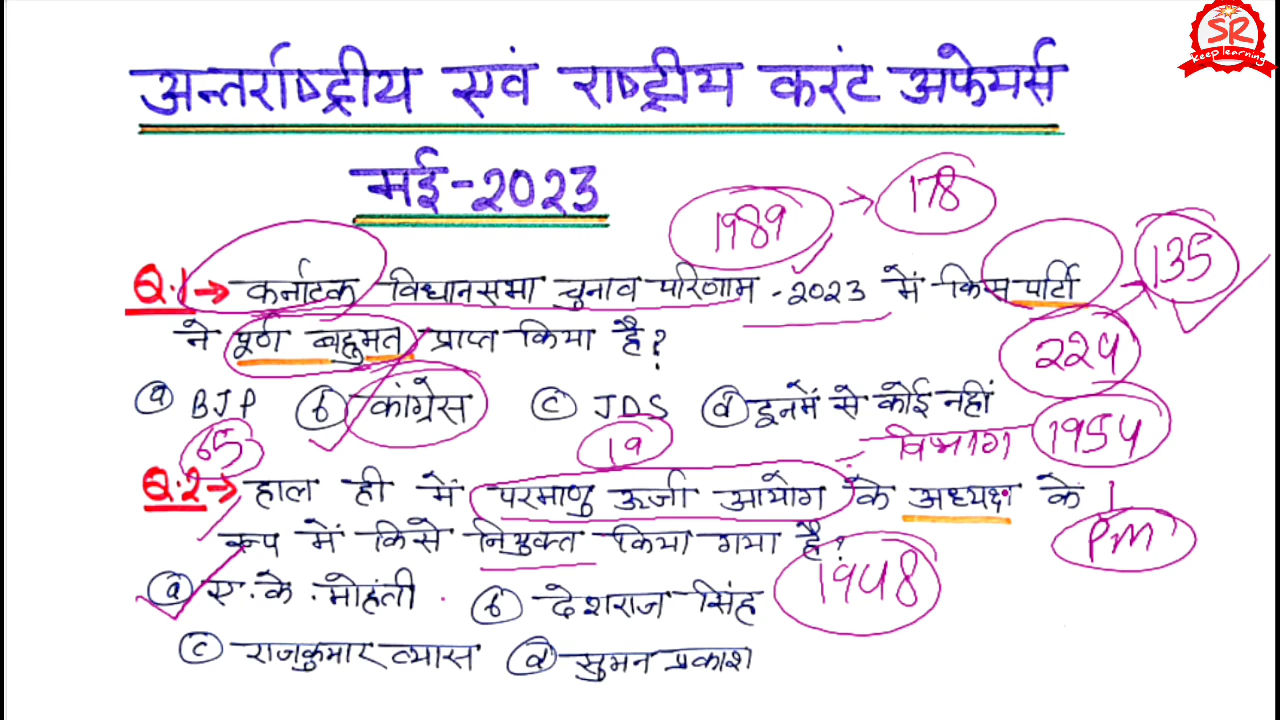 SR
Keep learning
अन्तर्राष्ट्रीय एवं राष्ट्रीय करंट अफेयर्स
मई-2023
1989 → 178
135
Q.1 → कर्नाटक विधानसभा चुनाव परिणाम - 2023 में किस पार्टी
ने पूर्ण बहुमत प्राप्त किया है?
224
ⓐ BJP ⓑ कांग्रेस ⓒ JDS ⓓ इनमें से कोई नहीं
65 19 विभाग 1954
Q.2 → हाल ही में परमाणु ऊर्जा आयोग के अध्यक्ष के
रूप में किसे नियुक्त किया गया है?
PM
1948
ⓐ ए.के.मोहंती ⓑ देशराज सिंह
ⓒ राजकुमार व्यास ⓓ सुमन प्रकाश